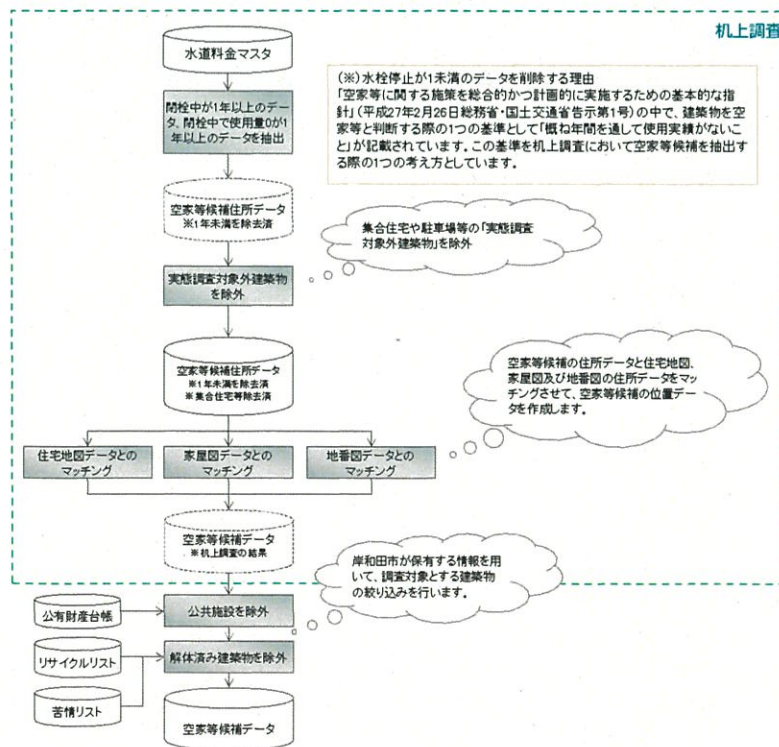 机上調査
水道料金マスタ
閉栓中が1年以上のデー
タ、開栓中で使用量0が1
年以上のデータを抽出
(※)水栓停止が1未満のデータを削除する理由
「空家等に関する施策を総合的かつ計画的に実施するための基本的な指
針」(平成27年2月26日総務省・国土交通省告示第1号)の中で、建築物を空
家等と判断する際の1つの基準として「概ね年間を通して使用実績がないこ
と」が記載されています。この基準を机上調査において空家等候補を抽出す
る際の1つの考え方としています。
空家等候補住所データ
※1年未満を除去済
集合住宅や駐車場等の「実態調査
対象外建築物」を除外
実態調査対象外建築物
を除外
空家等候補住所データ
※1年未満を除去済
※集合住宅等除去済
空家等候補の住所データと住宅地図、
家屋図及び地番図の住所データをマッ
チングさせて、空家等候補の位置デー
タを作成します。
住宅地図データとの
マッチング
家屋図データとの
マッチング
地番図データとの
マッチング
空家等候補データ
※机上調査の結果
岸和田市が保有する情報を用
いて、調査対象とする建築物
の絞り込みを行います。
公有財産台帳
公共施設を除外
リサイクルリスト
解体済み建築物を除外
苦情リスト
空家等候補データ